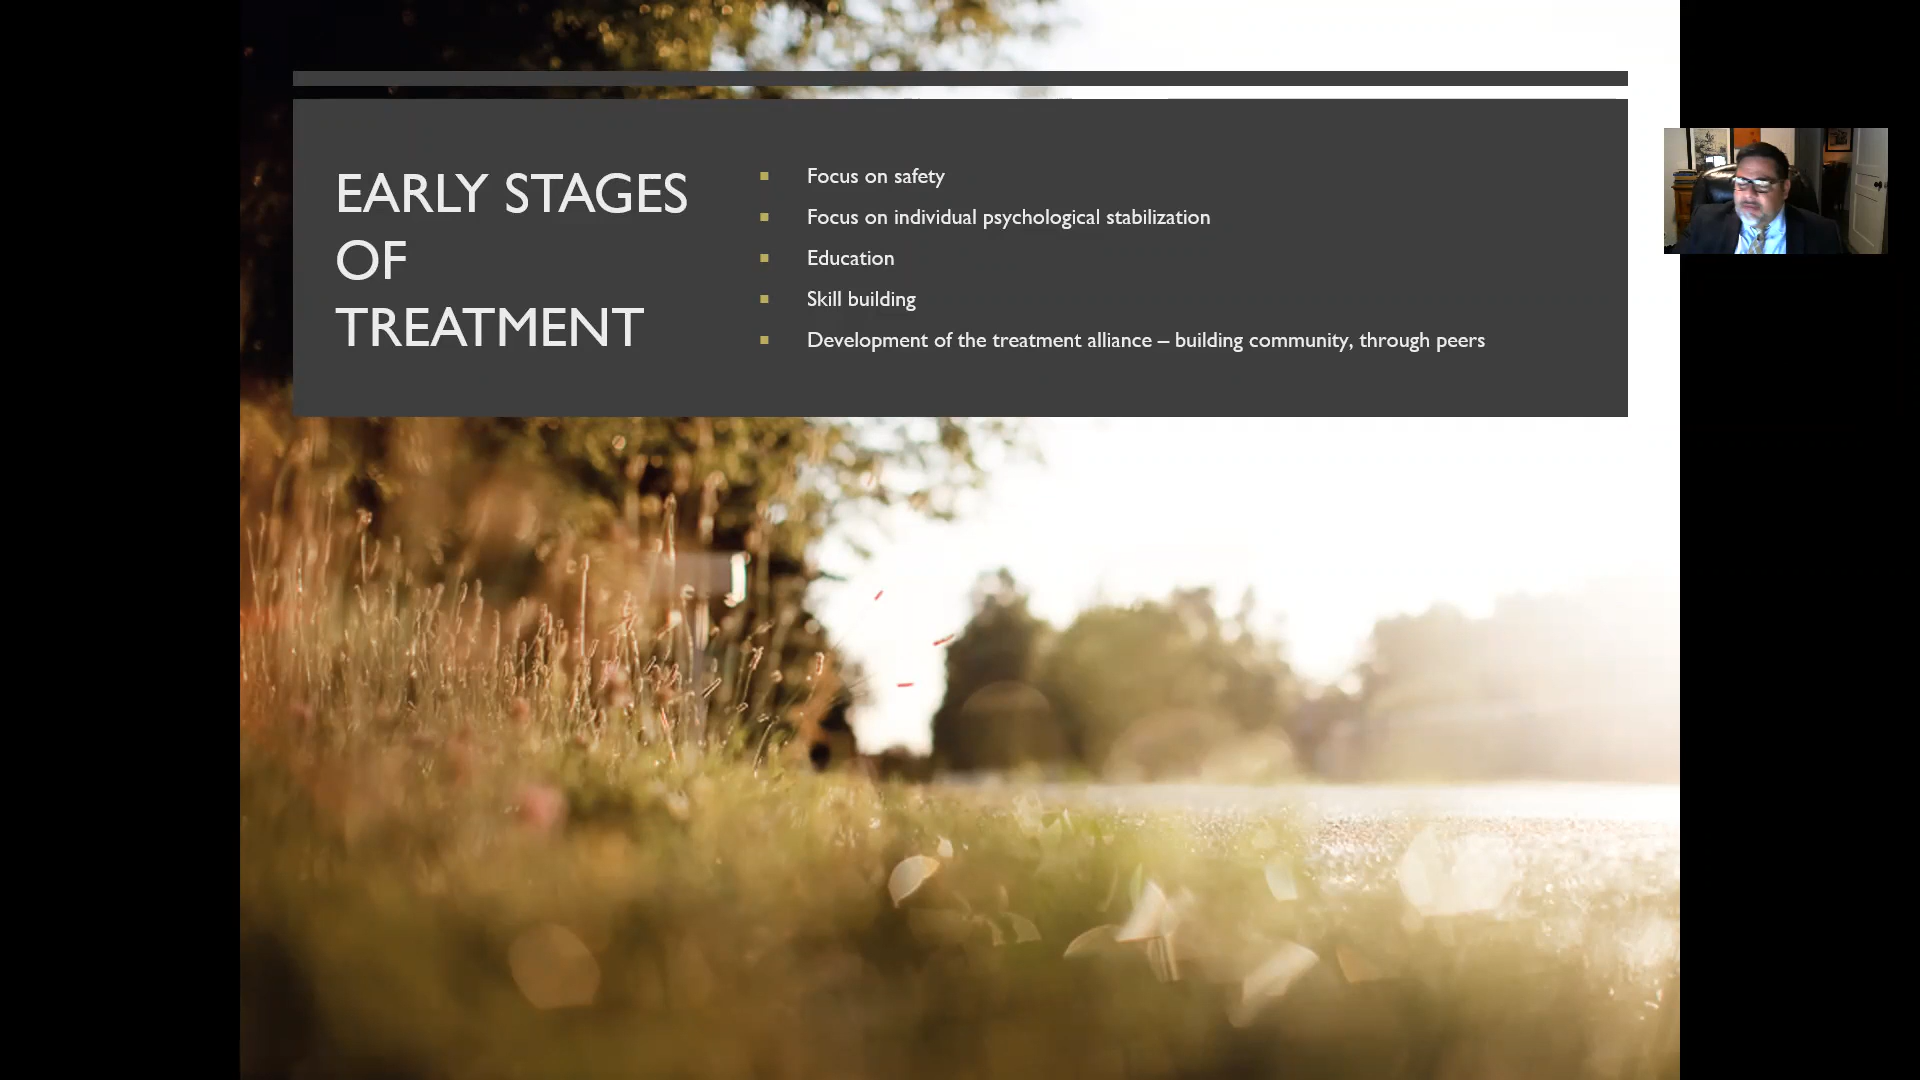 EARLY STAGES
OF
TREATMENT
Focus on safety
Focus on individual psychological stabilization
Education
Skill building
Development of the treatment alliance – building community, through peers